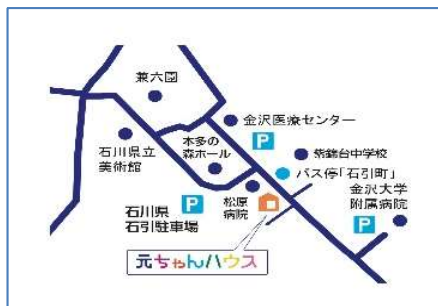 兼六園
金沢医療センター
P
石川県立
美術館
本多の
森ホール
紫錦台中学校
バス停「石引町」
金沢大学
附属病院
松原
病院
石川県
石引駐車場
P
P
元ちゃんハウス